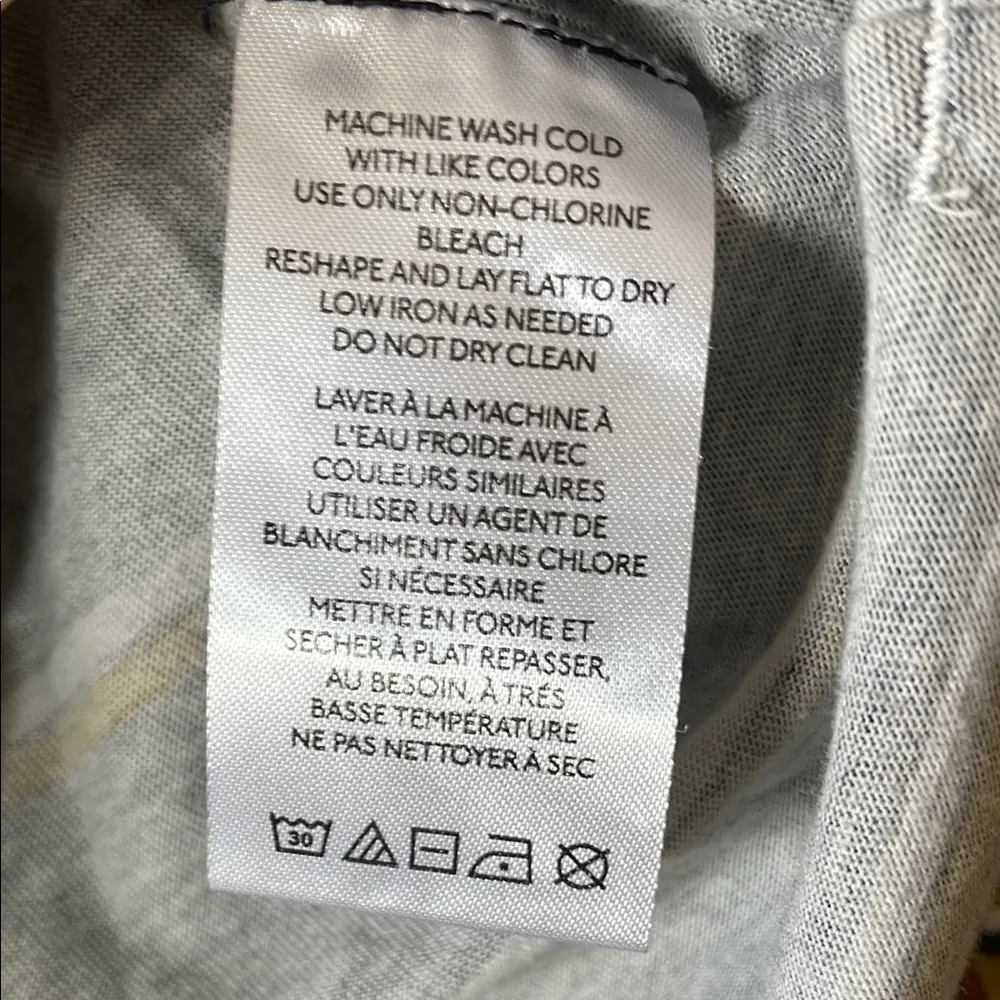 MACHINE WASH COLD
WITH LIKE COLORS
USE ONLY NON-CHLORINE
BLEACH
RESHAPE AND LAY FLAT TO DRY
LOW IRON AS NEEDED
DO NOT DRY CLEAN
LAVER À LA MACHINE À
L'EAU FROIDE AVEC
COULEURS SIMILAIRES
UTILISER UN AGENT DE
BLANCHIMENT SANS CHLORE
SI NÉCESSAIRE
METTRE EN FORME ET
SECHER À PLAT REPASSER,
AU BESOIN, À TRÉS
BASSE TEMPÉRATURE
NE PAS NETTOYER À SEC
30